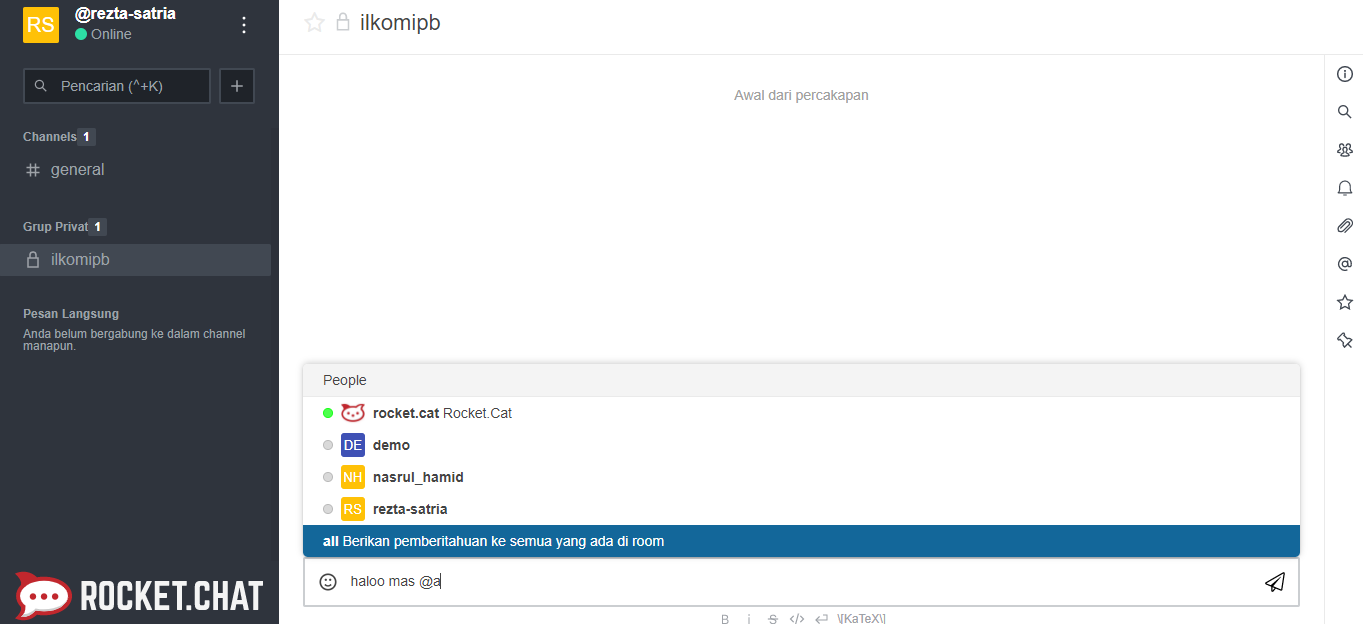 RS
@rezta-satria
Online
Pencarian (^+K)
Channels 1
general
Grup Privat 1
ilkomipb
Pesan Langsung
Anda belum bergabung ke dalam channel
manapun.
ROCKET.CHAT
ilkomipb
Awal dari percakapan
People
rocket.cat Rocket.Cat
DE demo
NH nasrul_hamid
RS rezta-satria
all Berikan pemberitahuan ke semua yang ada di room
haloo mas @a
B i S </> \[KaTeX\]